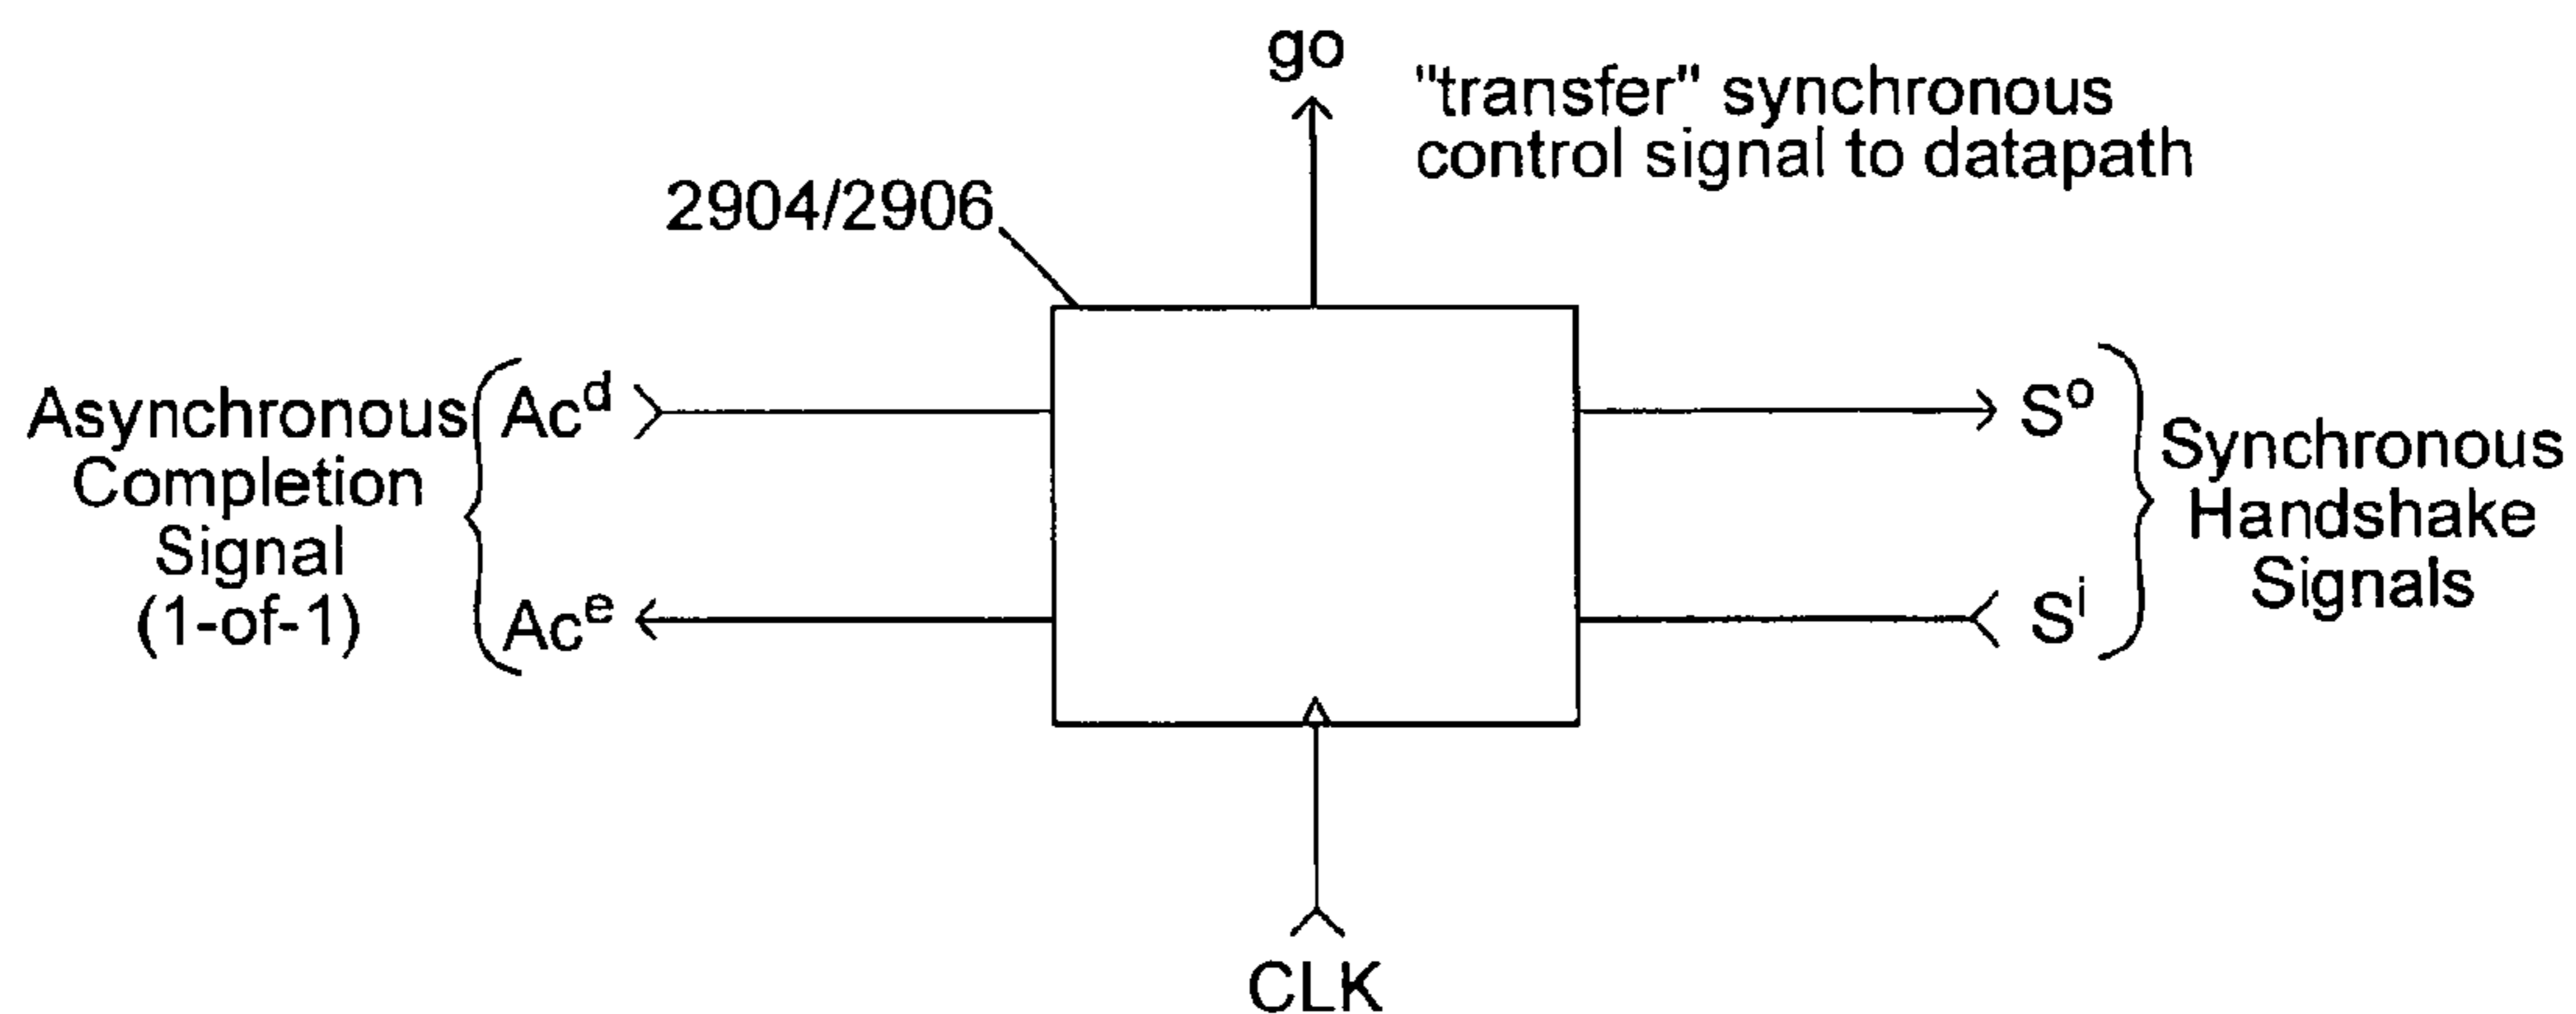 go
"transfer" synchronous
control signal to datapath
2904/2906
Asynchronous
Completion
Signal
(1-of-1)
Ac^d
Ac^e
S^o
S^i
Synchronous
Handshake
Signals
CLK